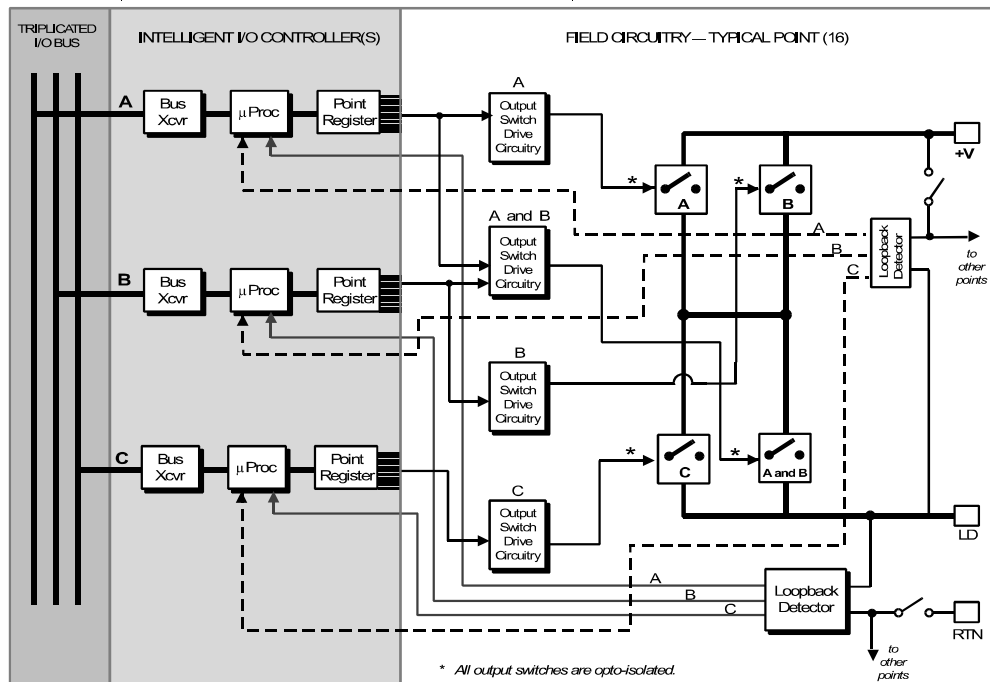 TRIPLICATED
I/O BUS
INTELLIGENT I/O CONTROLLER(S)
FIELD CIRCUITRY — TYPICAL POINT (16)
A
Bus
Xcvr
µ Proc
Point
Register
A
Output
Switch
Drive
Circuitry
*
A
*
B
+V
A and B
Output
Switch
Drive
Circuitry
A
B
C
Loopback
Detector
to
other
points
B
Bus
Xcvr
µ Proc
Point
Register
B
Output
Switch
Drive
Circuitry
C
Bus
Xcvr
µ Proc
Point
Register
*
C
*
A and B
C
Output
Switch
Drive
Circuitry
LD
A
B
C
Loopback
Detector
RTN
to
other
points
* All output switches are opto-isolated.